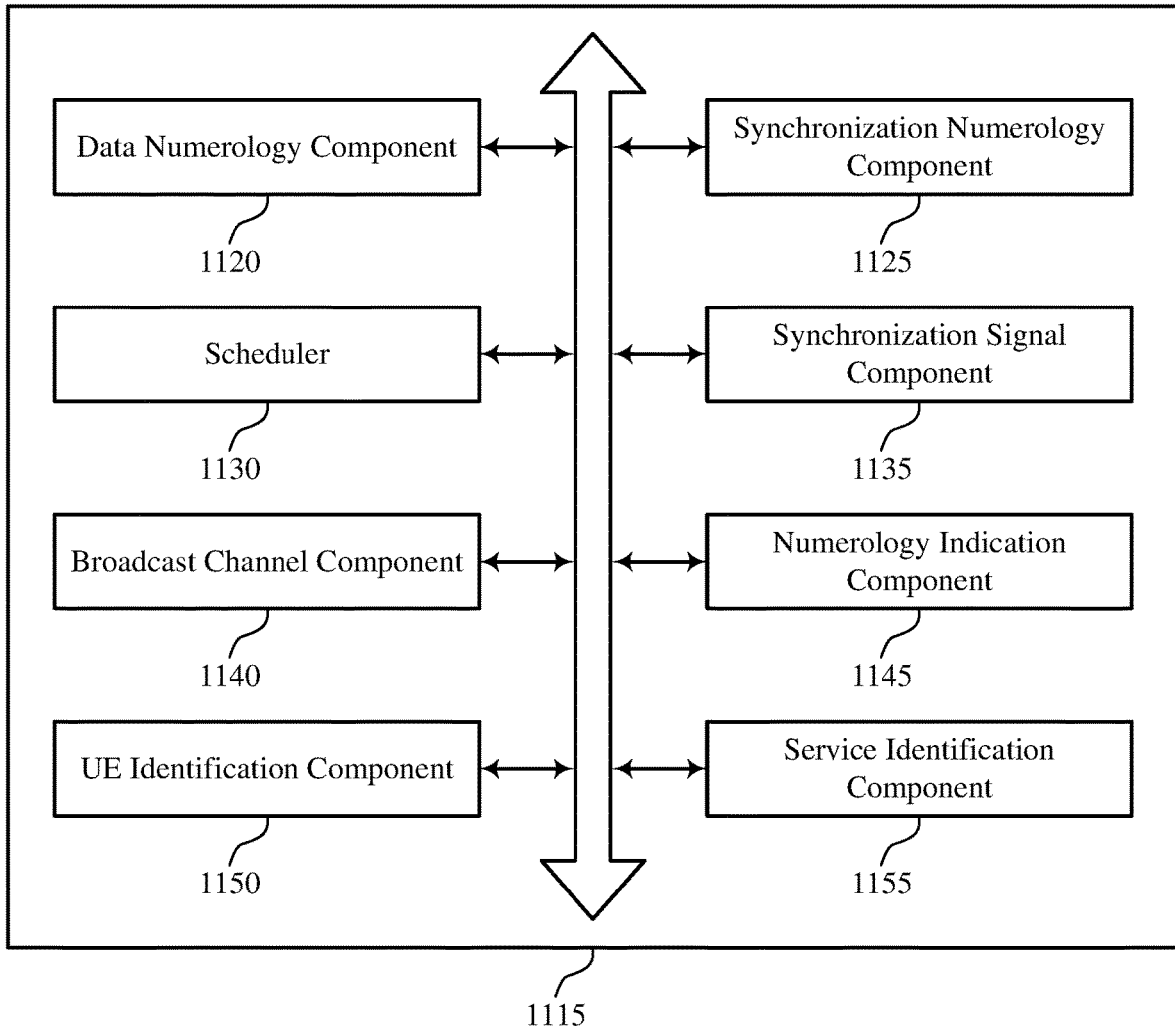 Data Numerology Component
1120
Synchronization Numerology
Component
1125
Scheduler
1130
Synchronization Signal
Component
1135
Broadcast Channel Component
1140
Numerology Indication
Component
1145
UE Identification Component
1150
Service Identification
Component
1155
1115